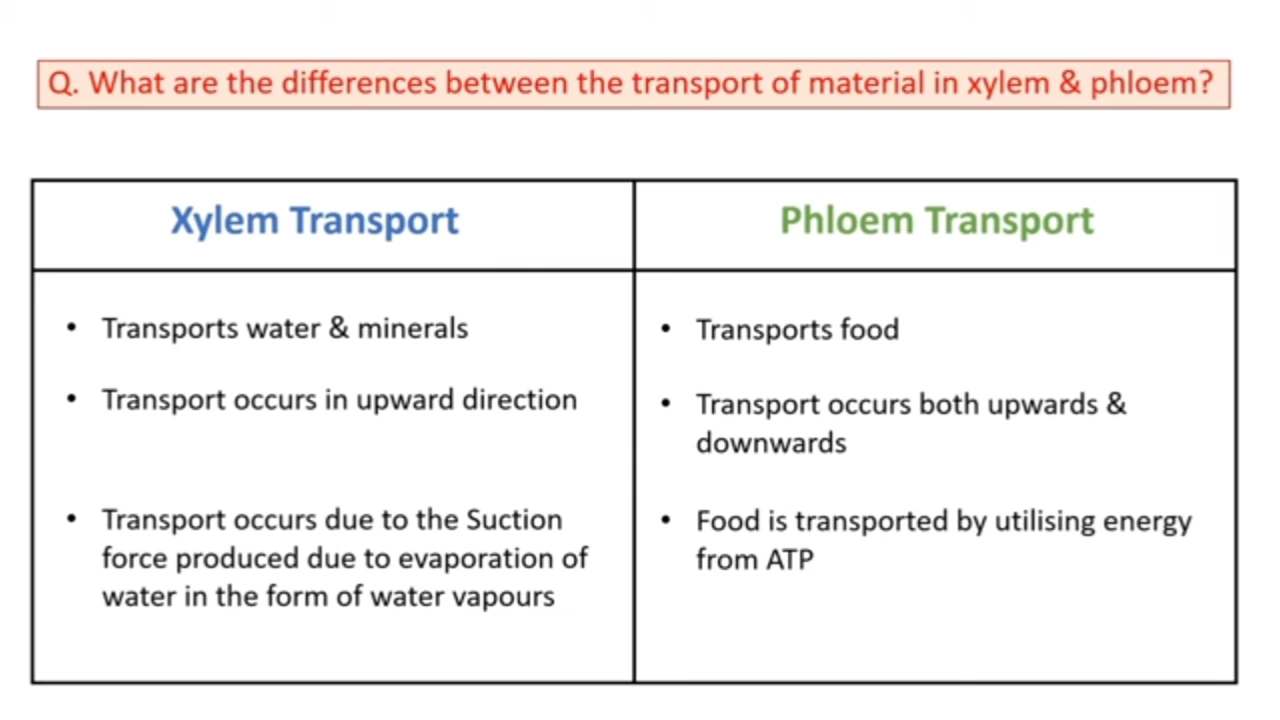 Q. What are the differences between the transport of material in xylem & phloem?
Xylem Transport
• Transports water & minerals
• Transport occurs in upward direction
• Transport occurs due to the Suction
force produced due to evaporation of
water in the form of water vapours
Phloem Transport
• Transports food
• Transport occurs both upwards &
downwards
• Food is transported by utilising energy
from ATP